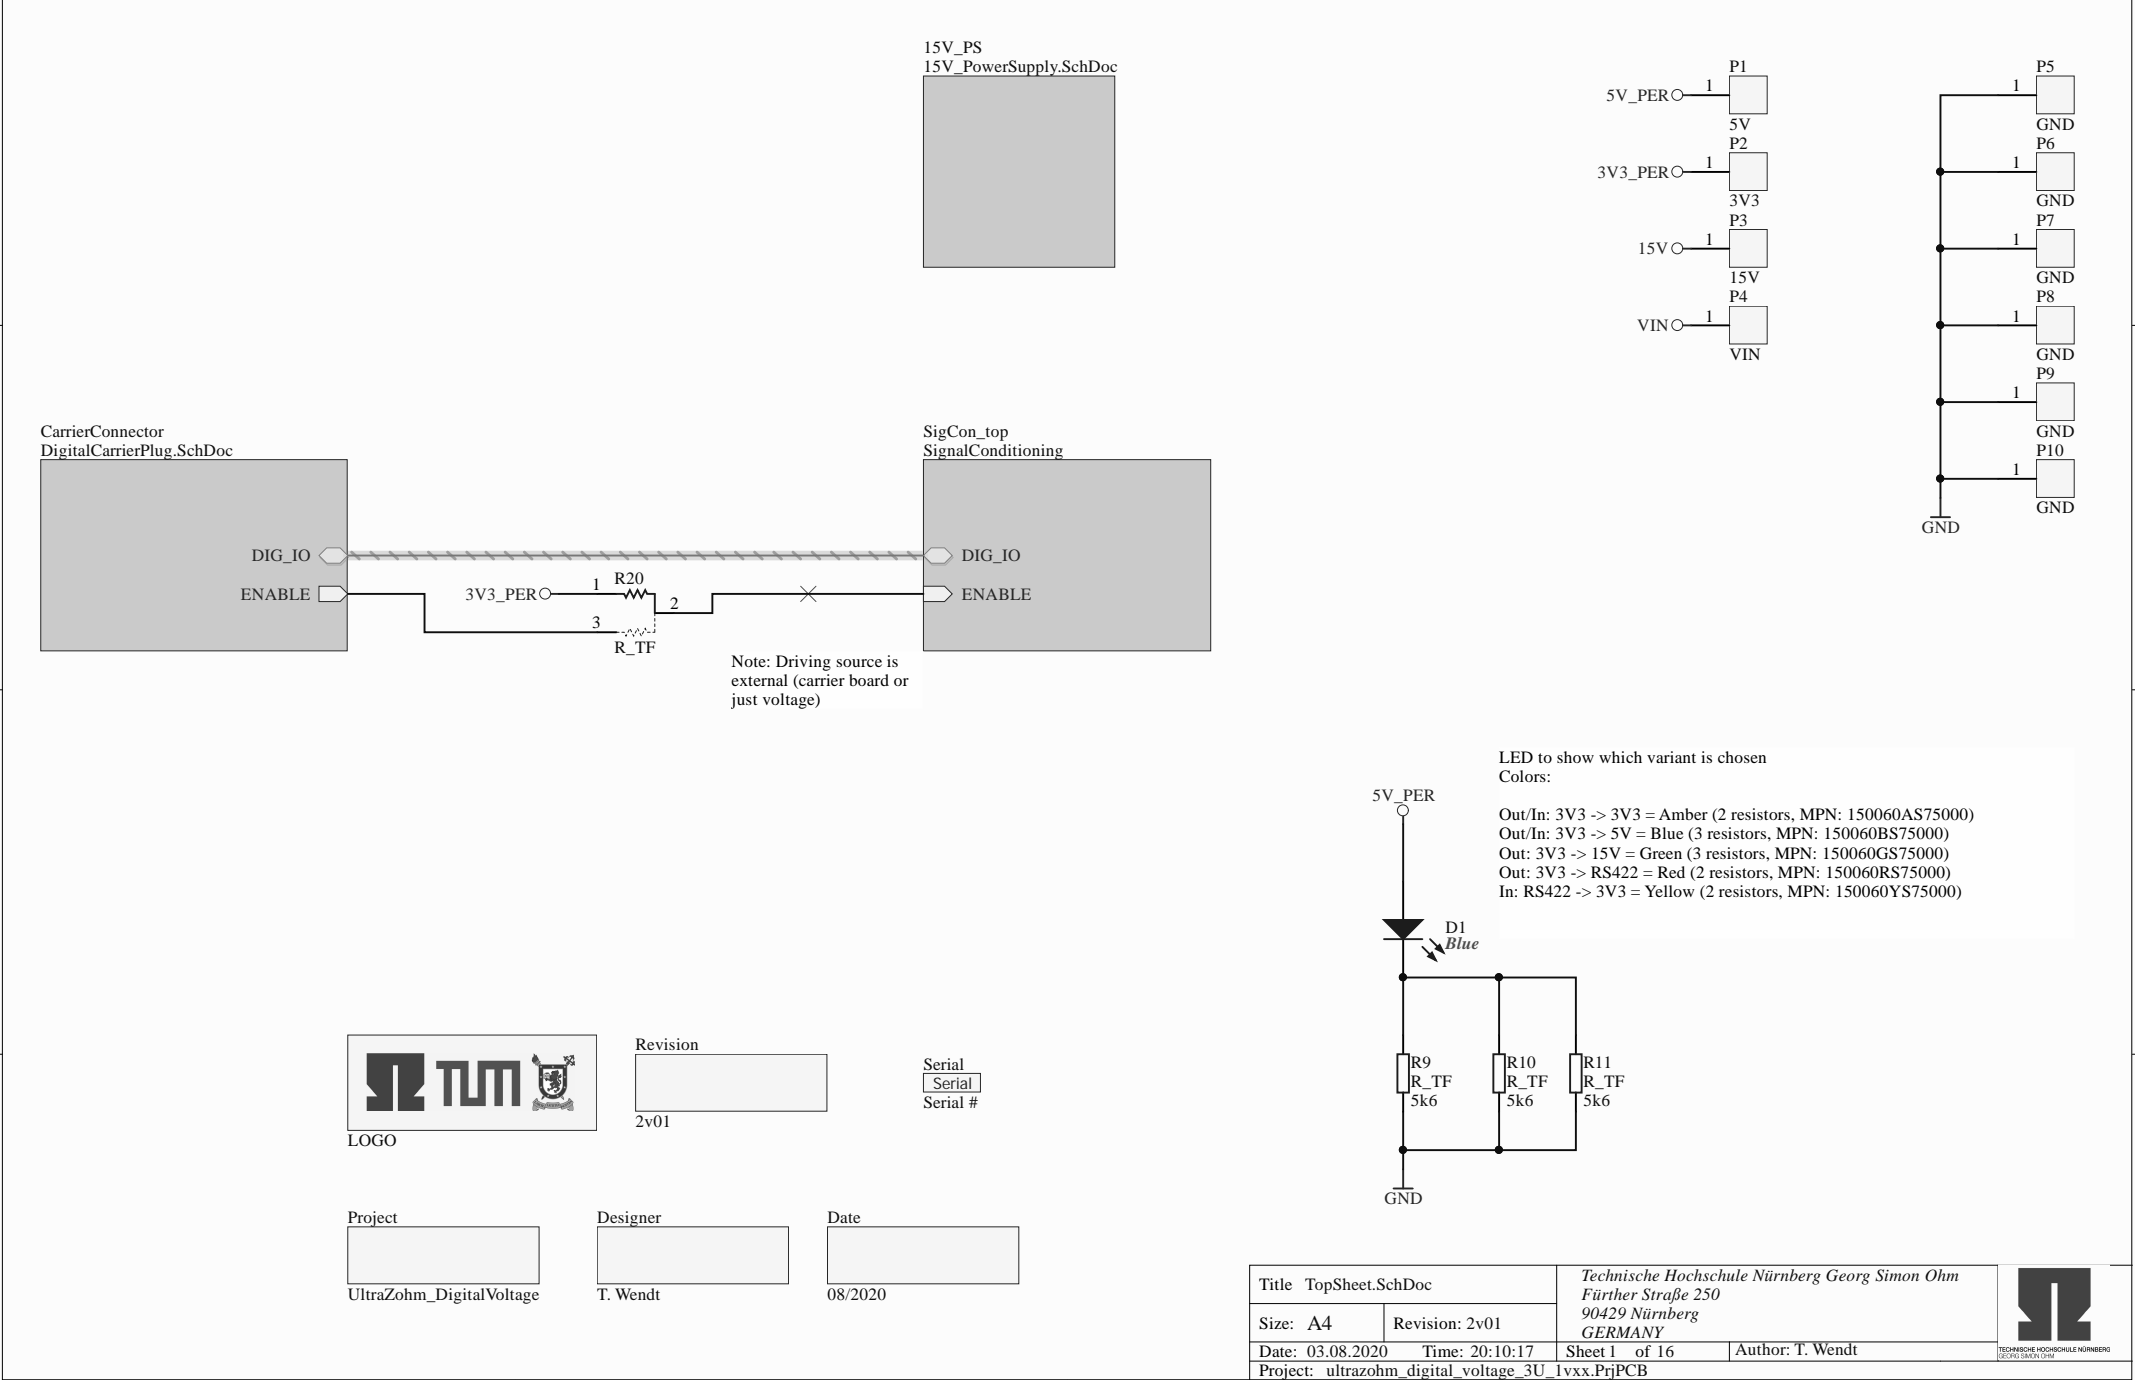 15V_PS
15V_PowerSupply.SchDoc
P1
5V_PER
1
5V
P2
3V3_PER
1
3V3
P3
15V
1
15V
P4
VIN
1
VIN
P5
1
GND
P6
1
GND
P7
1
GND
P8
1
GND
P9
1
GND
P10
1
GND
GND
CarrierConnector
DigitalCarrierPlug.SchDoc
DIG_IO
ENABLE
3V3_PER
1
R20
2
3
R_TF
SigCon_top
SignalConditioning
DIG_IO
ENABLE
Note: Driving source is
external (carrier board or
just voltage)
LED to show which variant is chosen
Colors:
Out/In: 3V3 -> 3V3 = Amber (2 resistors, MPN: 150060AS75000)
Out/In: 3V3 -> 5V = Blue (3 resistors, MPN: 150060BS75000)
Out: 3V3 -> 15V = Green (3 resistors, MPN: 150060GS75000)
Out: 3V3 -> RS422 = Red (2 resistors, MPN: 150060RS75000)
In: RS422 -> 3V3 = Yellow (2 resistors, MPN: 150060YS75000)
5V_PER
D1
Blue
R9
R_TF
5k6
R10
R_TF
5k6
R11
R_TF
5k6
GND
TUM
LOGO
Revision
2v01
Serial
Serial
Serial #
Project
UltraZohm_DigitalVoltage
Designer
T. Wendt
Date
08/2020
Title TopSheet.SchDoc
Size: A4
Revision: 2v01
Date: 03.08.2020
Time: 20:10:17
Sheet 1 of 16
Author: T. Wendt
Project: ultrazohm_digital_voltage_3U_1vxx.PrjPCB
Technische Hochschule Nürnberg Georg Simon Ohm
Fürther Straße 250
90429 Nürnberg
GERMANY
TECHNISCHE HOCHSCHULE NÜRNBERG
GEORG SIMON OHM